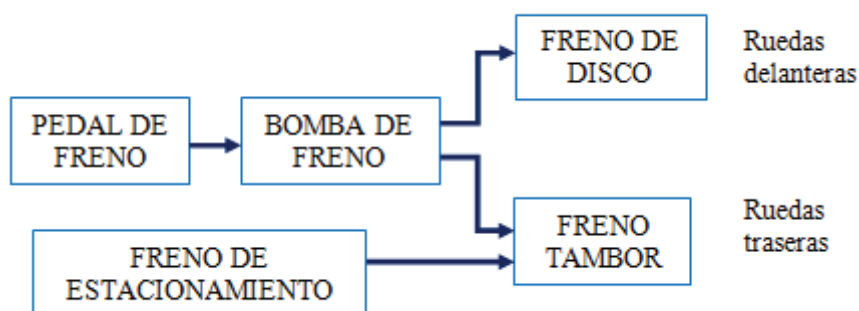 PEDAL DE
FRENO
BOMBA DE
FRENO
FRENO DE
DISCO
Ruedas
delanteras
FRENO DE
ESTACIONAMIENTO
FRENO
TAMBOR
Ruedas
traseras